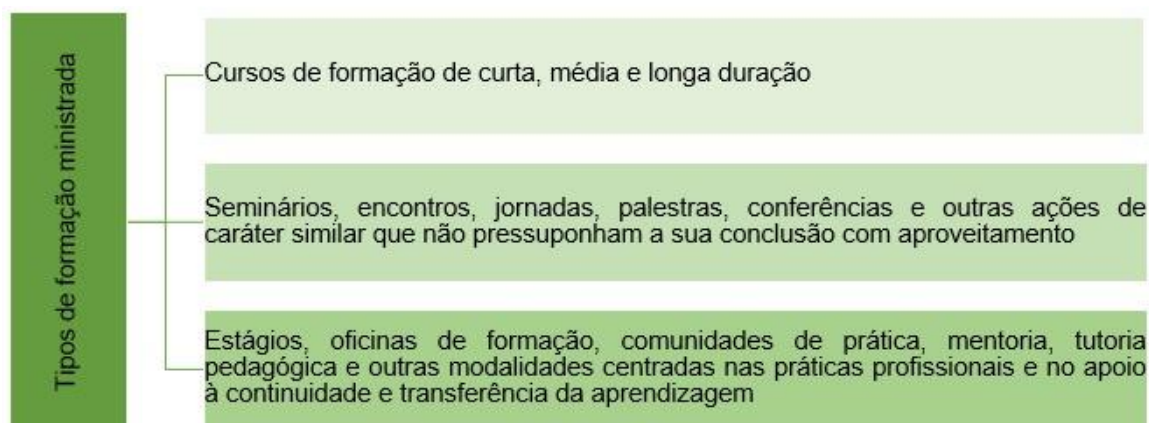 Tipos de formação ministrada
Cursos de formação de curta, média e longa duração
Seminários, encontros, jornadas, palestras, conferências e outras ações de
caráter similar que não pressuponham a sua conclusão com aproveitamento
Estágios, oficinas de formação, comunidades de prática, mentoria, tutoria
pedagógica e outras modalidades centradas nas práticas profissionais e no apoio
à continuidade e transferência da aprendizagem